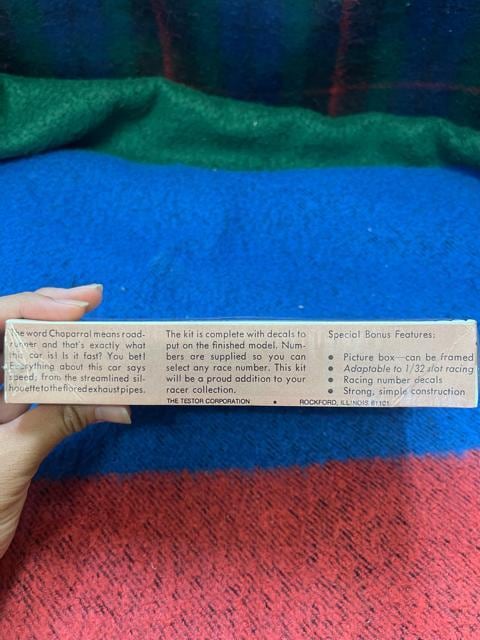 The word Chaparral means road-
runner and that's exactly what
this car is! Is it fast? You bet!
Everything about this car says
speed; from the streamlined sil-
houette to the flored exhaust pipes.
The kit is complete with decals to
put on the finished model. Num-
bers are supplied so you can
select any race number. This kit
will be a proud addition to your
racer collection.
THE TESTOR CORPORATION • ROCKFORD, ILLINOIS 61101
Special Bonus Features:
• Picture box—can be framed
• Adaptable to 1/32 slot racing
• Racing number decals
• Strong, simple construction